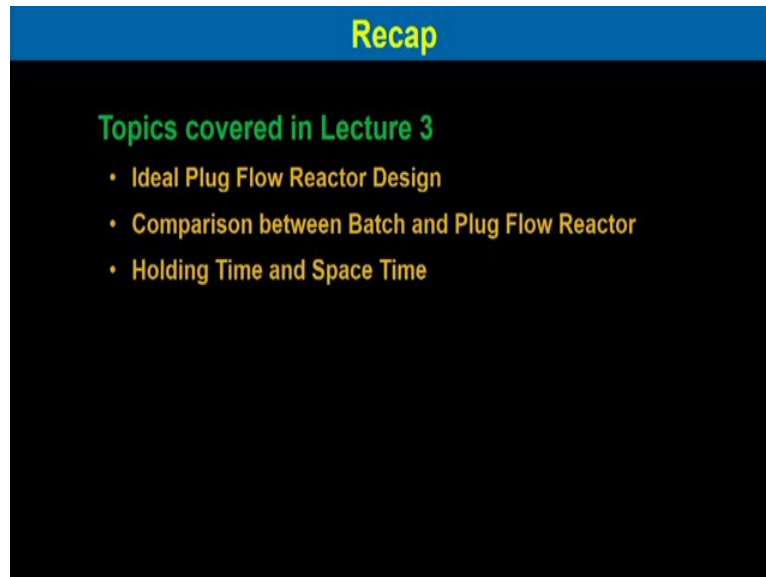 Recap
Topics covered in Lecture 3
• Ideal Plug Flow Reactor Design
• Comparison between Batch and Plug Flow Reactor
• Holding Time and Space Time